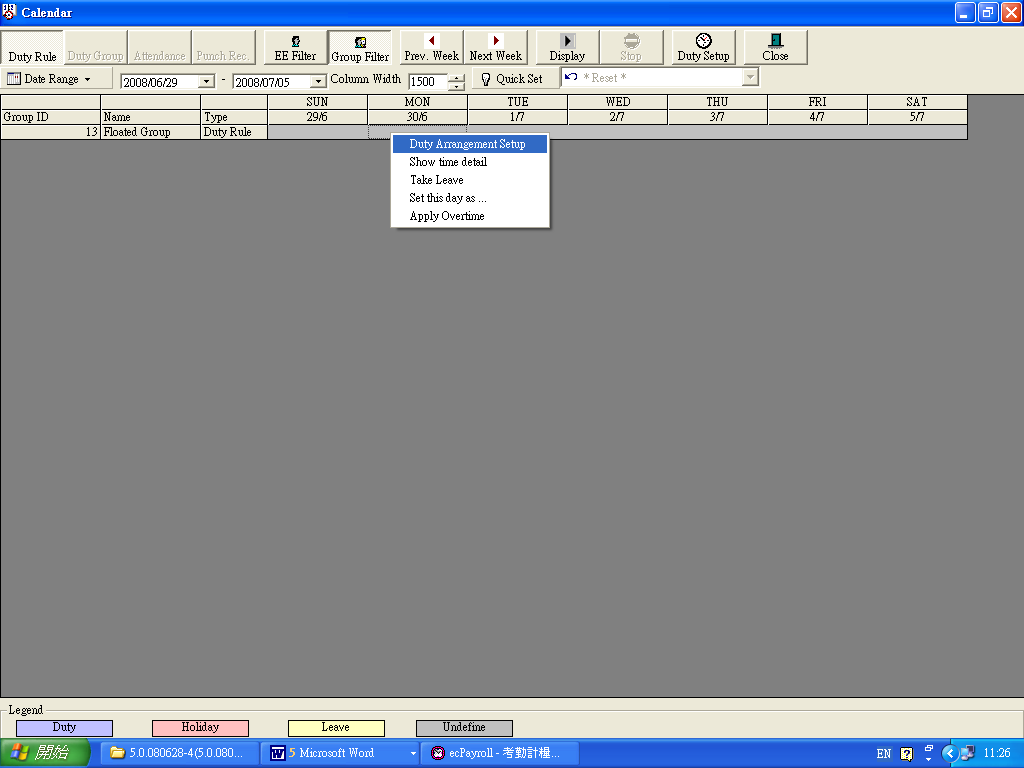 Calendar
Duty Rule Duty Group Attendance Punch Rec. EE Filter Group Filter Prev. Week Next Week Display Stop Duty Setup Close
Date Range 2008/06/29 - 2008/07/05 Column Width 1500 Quick Set * Reset *
SUN MON TUE WED THU FRI SAT
Group ID Name Type 29/6 30/6 1/7 2/7 3/7 4/7 5/7
13 Floated Group Duty Rule
Duty Arrangement Setup
Show time detail
Take Leave
Set this day as ...
Apply Overtime
Legend
Duty Holiday Leave Undefine
開始 5.0.080628-4(5.0.080... 5 Microsoft Word ecPayroll - 考勤計糧... EN 11:26